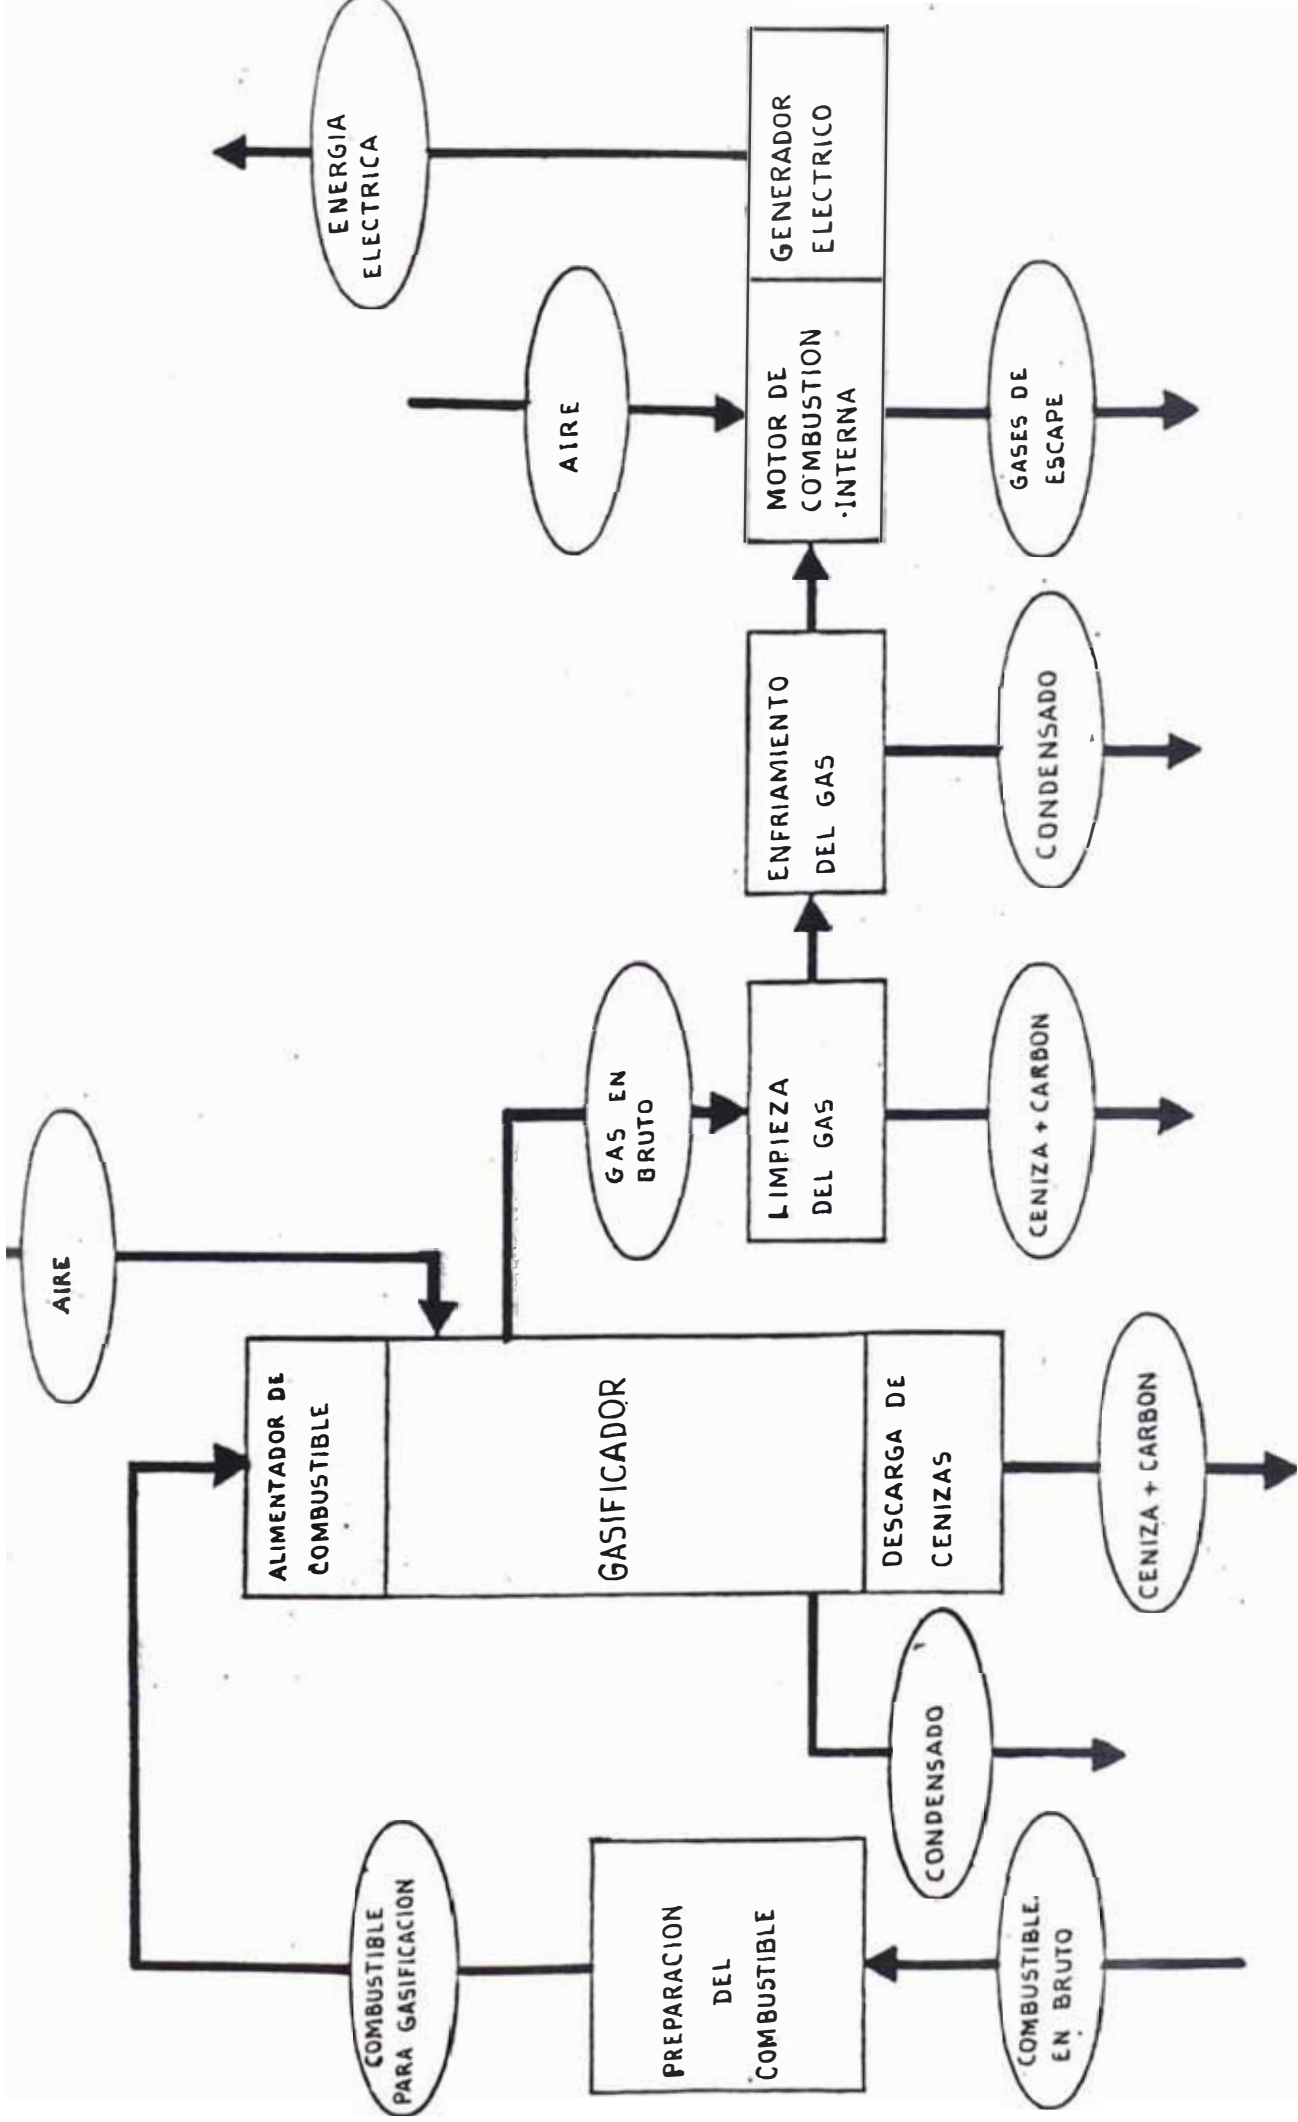 COMBUSTIBLE
PARA GASIFICACION
PREPARACION
DEL
COMBUSTIBLE
COMBUSTIBLE.
EN BRUTO
CONDENSADO
ALIMENTADOR DE
COMBUSTIBLE
GASIFICADOR
DESCARGA DE
CENIZAS
CENIZA + CARBON
AIRE
GAS EN
BRUTO
LIMPIEZA
DEL GAS
CENIZA + CARBON
ENFRIAMIENTO
DEL GAS
CONDENSADO
AIRE
MOTOR DE
COMBUSTION
INTERNA
GASES DE
ESCAPE
ENERGIA
ELECTRICA
GENERADOR
ELECTRICO